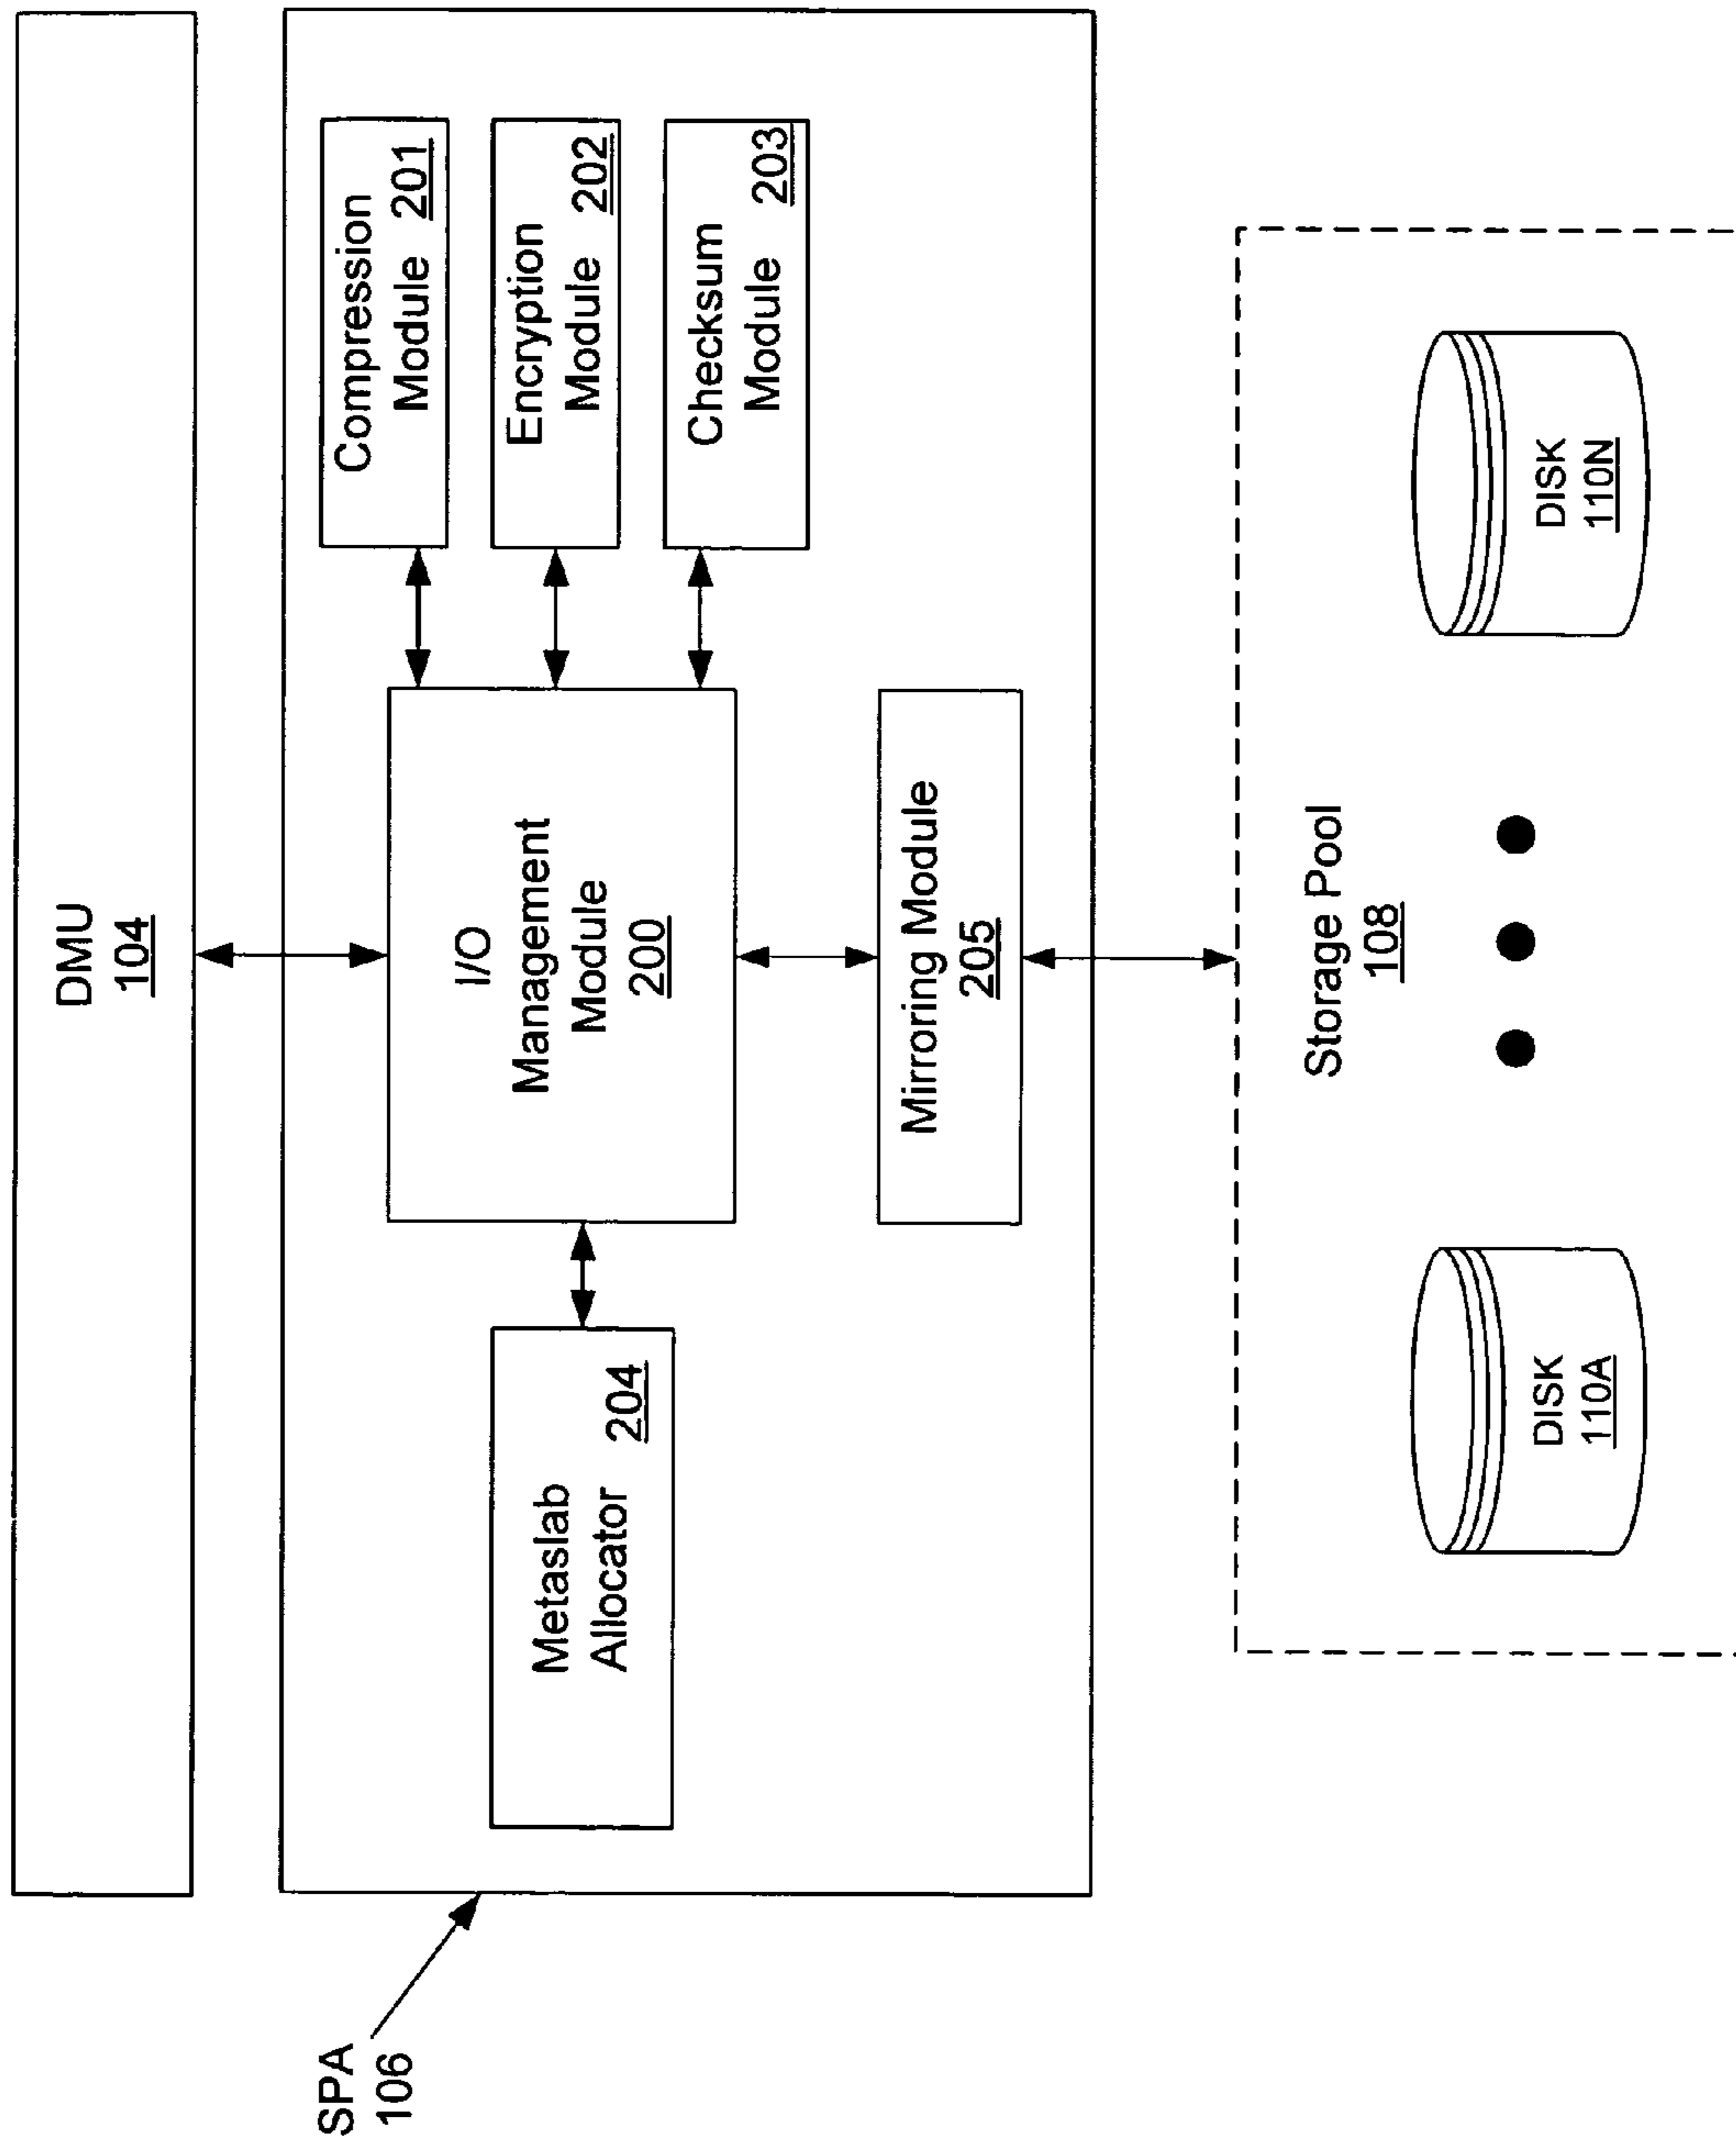 DMU
104
SPA
106
Compression
Module 201
Encryption
Module 202
Checksum
Module 203
I/O
Management
Module
200
Metaslab
Allocator 204
Mirroring Module
205
Storage Pool
108
DISK
110A
DISK
110N